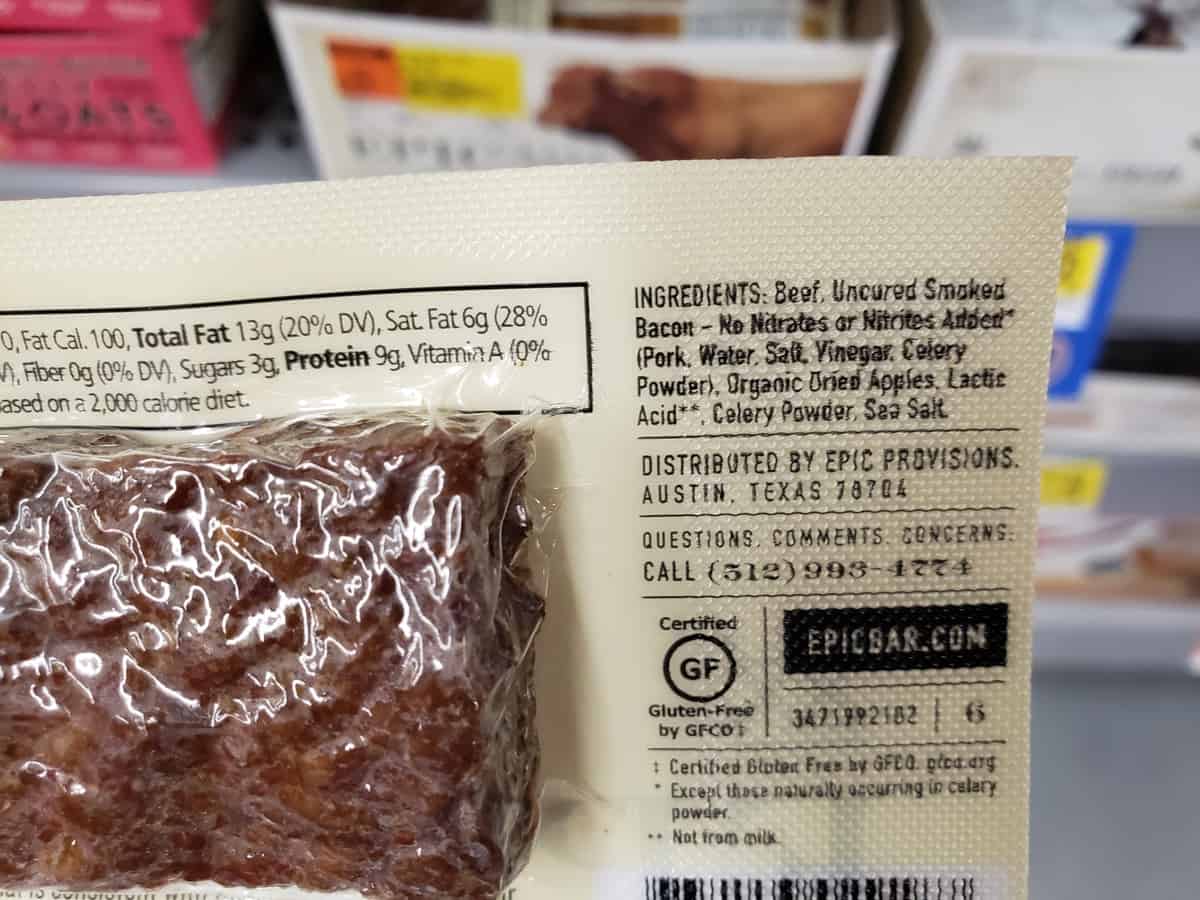 OATS
EPIC
0, Fat Cal. 100, Total Fat 13g (20% DV), Sat. Fat 6g (28%
Fiber 0g (0% DV), Sugars 3g, Protein 9g, Vitamin A (0%
ased on a 2,000 calorie diet.
INGREDIENTS: Beef, Uncured Smoked
Bacon – No Nitrates or Nitrites Added*
(Pork, Water, Salt, Vinegar, Celery
Powder), Organic Dried Apples, Lactic
Acid**, Celery Powder, Sea Salt.
DISTRIBUTED BY EPIC PROVISIONS.
AUSTIN, TEXAS 78704
QUESTIONS. COMMENTS. CONCERNS.
CALL (512)993-4774
Certified
GF
Gluten-Free
by GFCO‡
EPICBAR.COM
3471992182 | 6
‡ Certified Gluten Free by GFCO. gfco.org
* Except those naturally occurring in celery
powder.
** Not from milk.